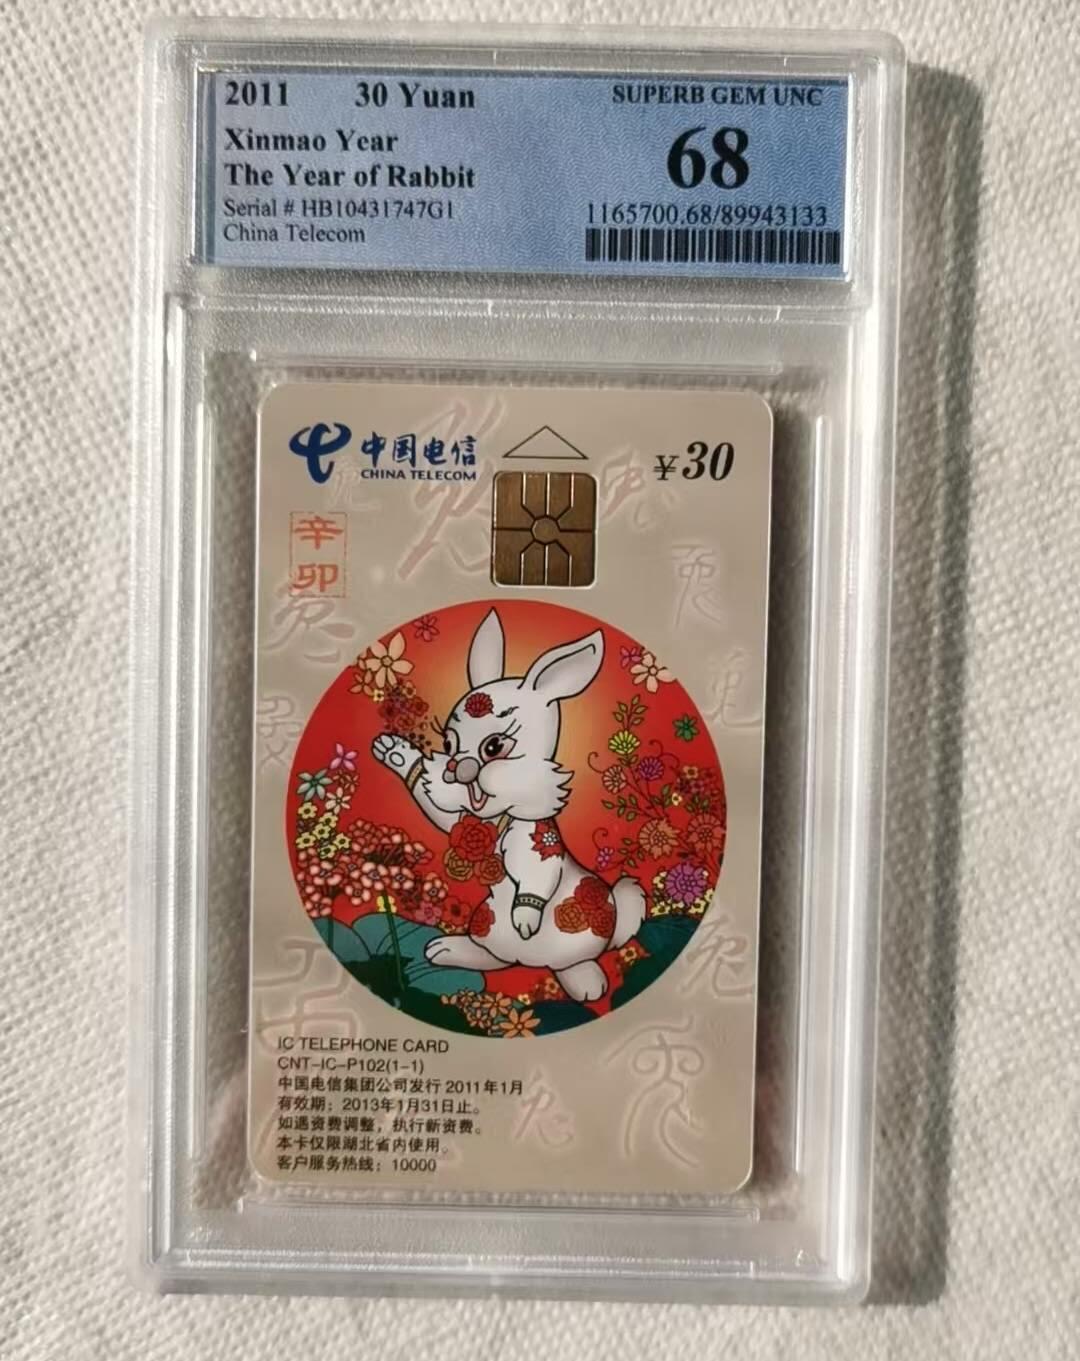 2011 30 Yuan
SUPERB GEM UNC
Xinmao Year
68
The Year of Rabbit
Serial # HB10431747G1
1165700.68/89943133
China Telecom
中国电信
CHINA TELECOM
¥30
辛
卯
IC TELEPHONE CARD
CNT-IC-P102(1-1)
中国电信集团公司发行 2011年1月
有效期：2013年1月31日止。
如遇资费调整，执行新资费。
本卡仅限湖北省内使用。
客户服务热线：10000